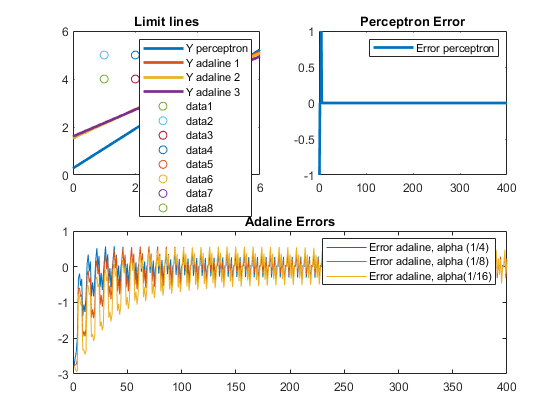 Limit lines
Perceptron Error
6
4
2
0
0
2
6
Y perceptron
Y adaline 1
Y adaline 2
Y adaline 3
data1
data2
data3
data4
data5
data6
data7
data8
1
0.5
0
-0.5
-1
0
100
200
300
400
Error perceptron
Adaline Errors
1
0
-1
-2
-3
0
50
100
150
200
250
300
350
400
Error adaline, alpha (1/4)
Error adaline, alpha (1/8)
Error adaline, alpha(1/16)